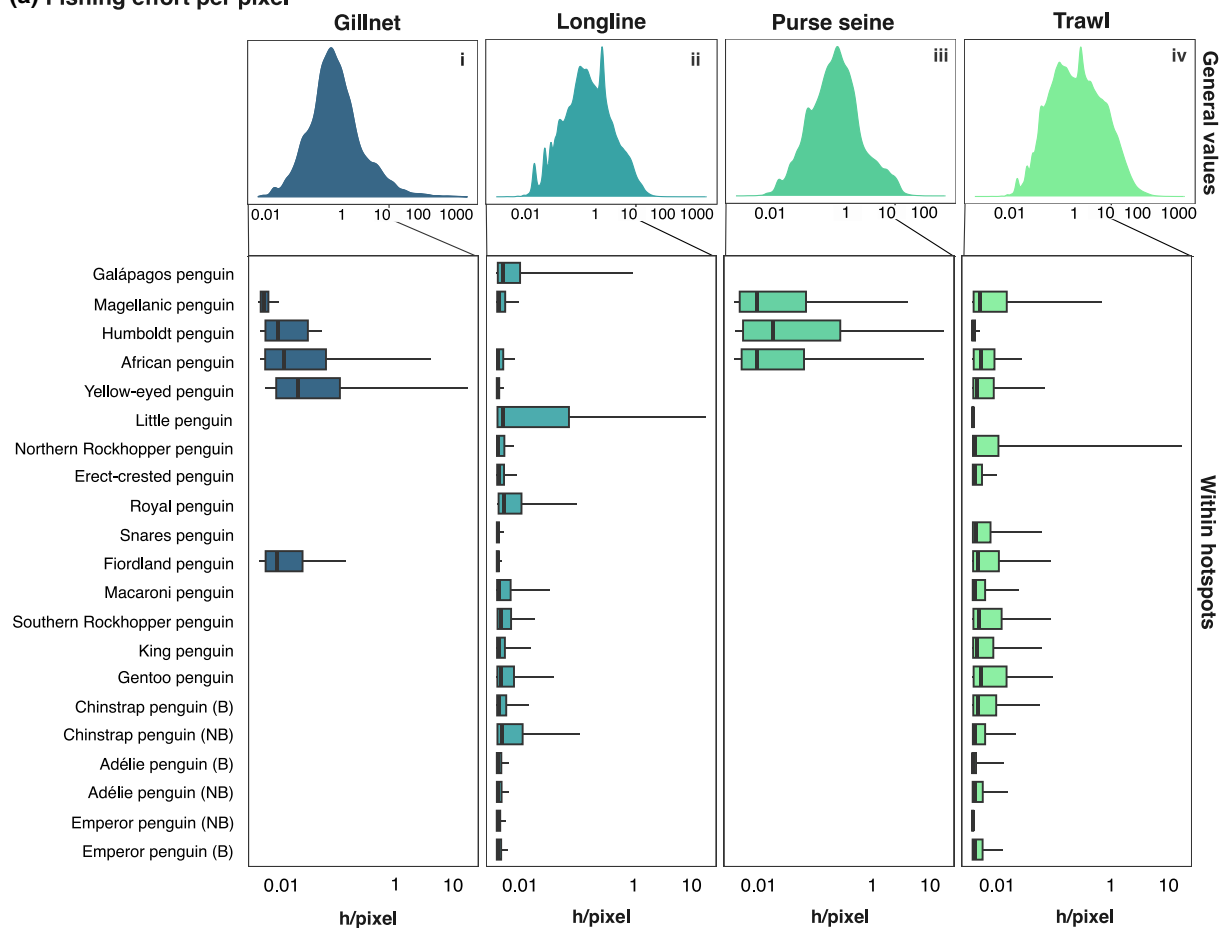 (a) Fishing effort per pixel
Gillnet Longline Purse seine Trawl
i ii iii iv
General values
0.01 1 10 100 1000 0.01 1 10 100 1000 0.01 1 10 100 0.01 1 10 100 1000
Galápagos penguin
Magellanic penguin
Humboldt penguin
African penguin
Yellow-eyed penguin
Little penguin
Northern Rockhopper penguin
Erect-crested penguin
Royal penguin
Snares penguin
Fiordland penguin
Macaroni penguin
Southern Rockhopper penguin
King penguin
Gentoo penguin
Chinstrap penguin (B)
Chinstrap penguin (NB)
Adélie penguin (B)
Adélie penguin (NB)
Emperor penguin (NB)
Emperor penguin (B)
Within hotspots
0.01 1 10 0.01 1 10 0.01 1 10 0.01 1 10
h/pixel h/pixel h/pixel h/pixel